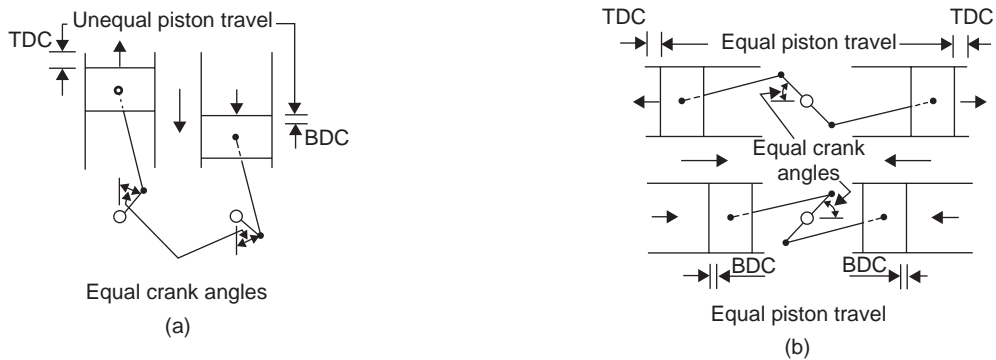 Unequal piston travel
TDC
BDC
Equal crank angles
(a)
TDC
TDC
Equal piston travel
Equal crank
angles
BDC
BDC
Equal piston travel
(b)